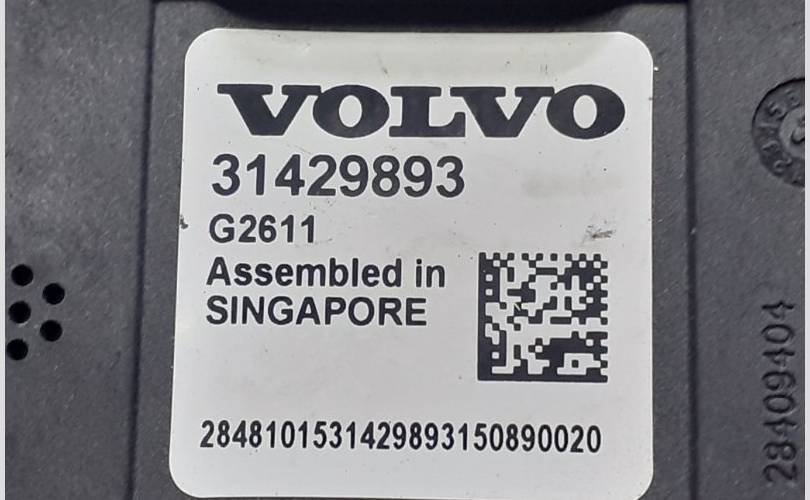 VOLVO
31429893
G2611
Assembled in
SINGAPORE
2848101531429893150890020
28409404